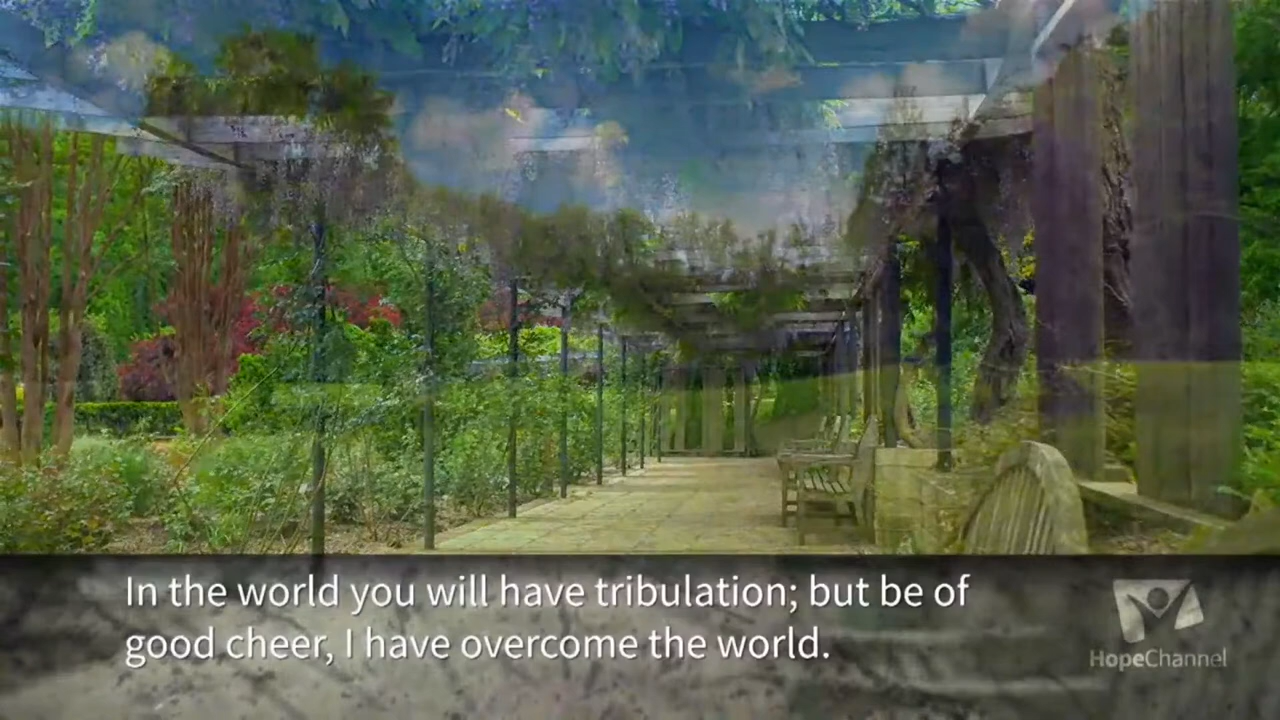 In the world you will have tribulation; but be of
good cheer, I have overcome the world.
HopeChannel